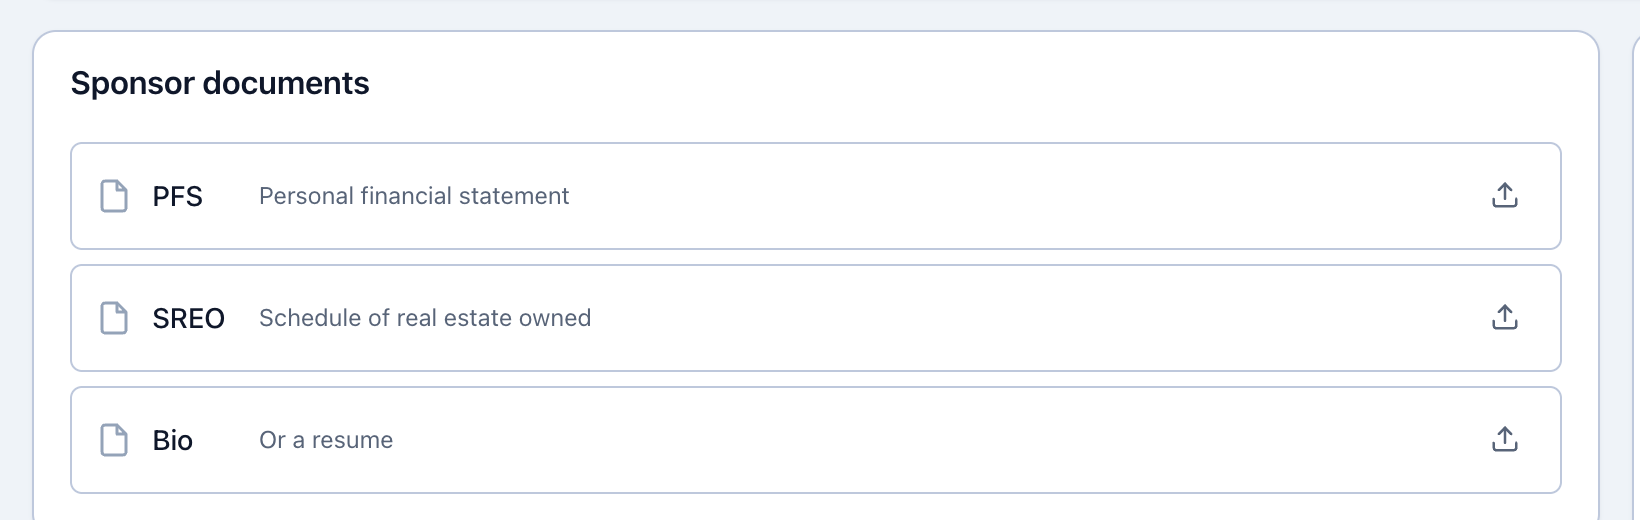 Sponsor documents
PFS Personal financial statement
SREO Schedule of real estate owned
Bio Or a resume